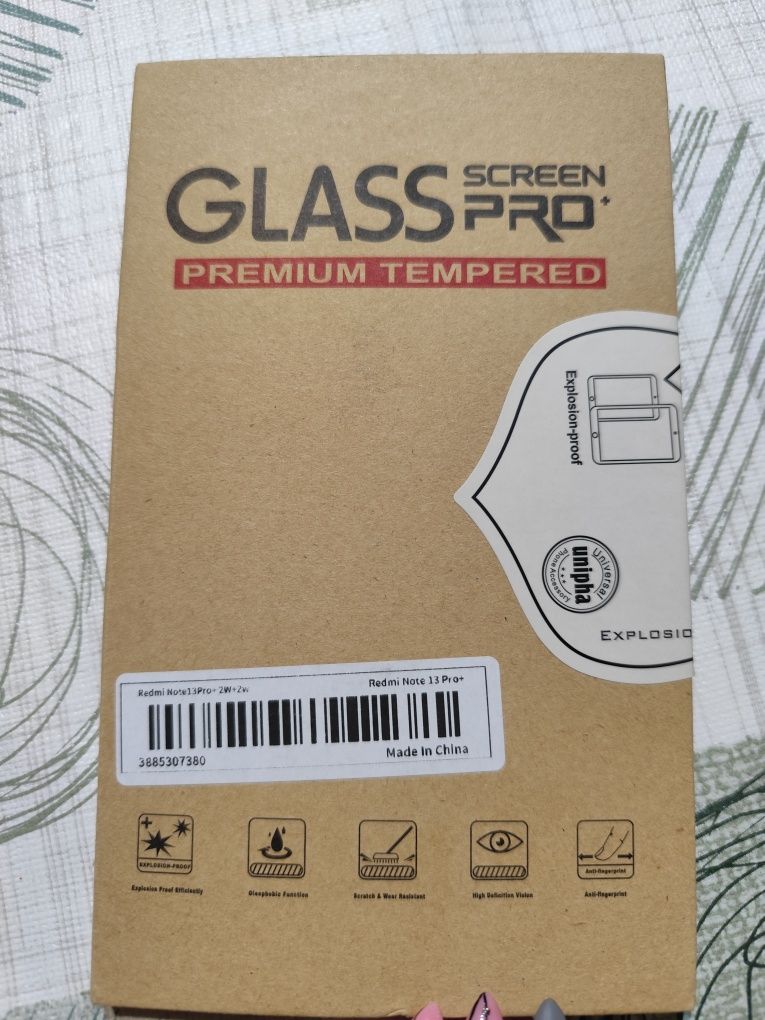 GLASS SCREEN PRO+
PREMIUM TEMPERED
Explosion-proof
Universal
unipha
Phone Accessory
EXPLOSIO
Redmi Note13Pro+ 2W+2w
Redmi Note 13 Pro+
3885307380
Made In China
EXPLOSION-PROOF
Explosion Proof Efficiently
Oleophobic Function
Scratch & Wear Resistant
High Definition Vision
Anti-fingerprint
Anti-fingerprint